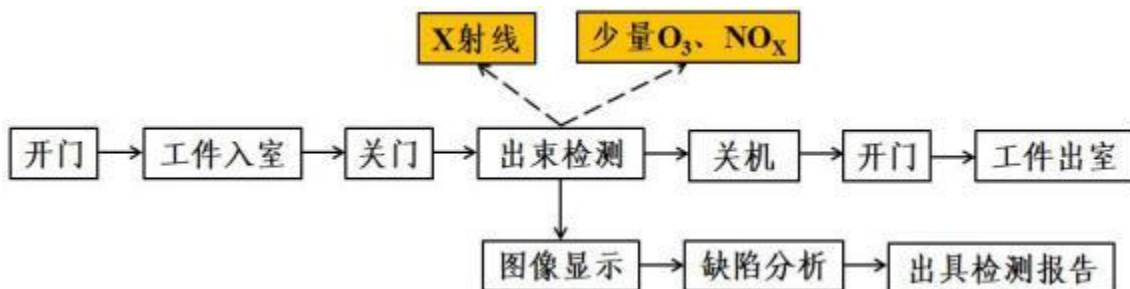 X射线
少量O₃、NOX
开门
工件入室
关门
出束检测
关机
开门
工件出室
图像显示
缺陷分析
出具检测报告